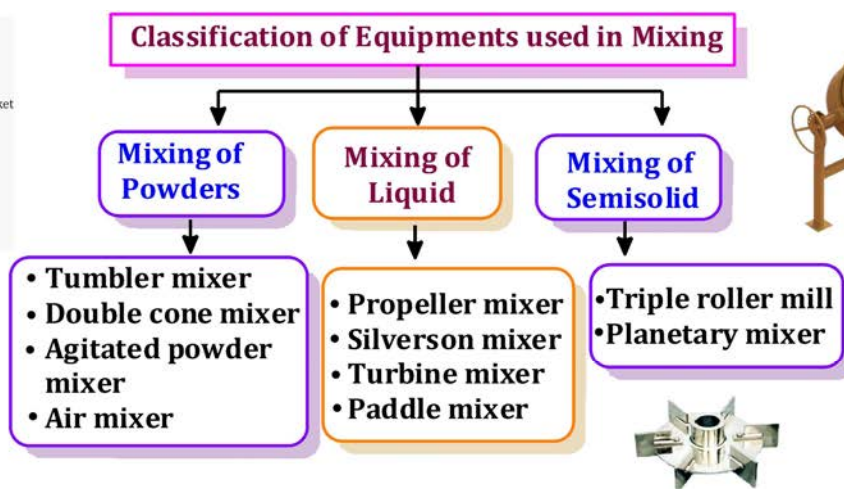 Classification of Equipments used in Mixing
Mixing of
Powders
Mixing of
Liquid
Mixing of
Semisolid
• Tumbler mixer
• Double cone mixer
• Agitated powder
mixer
• Air mixer
• Propeller mixer
• Silverson mixer
• Turbine mixer
• Paddle mixer
•Triple roller mill
•Planetary mixer